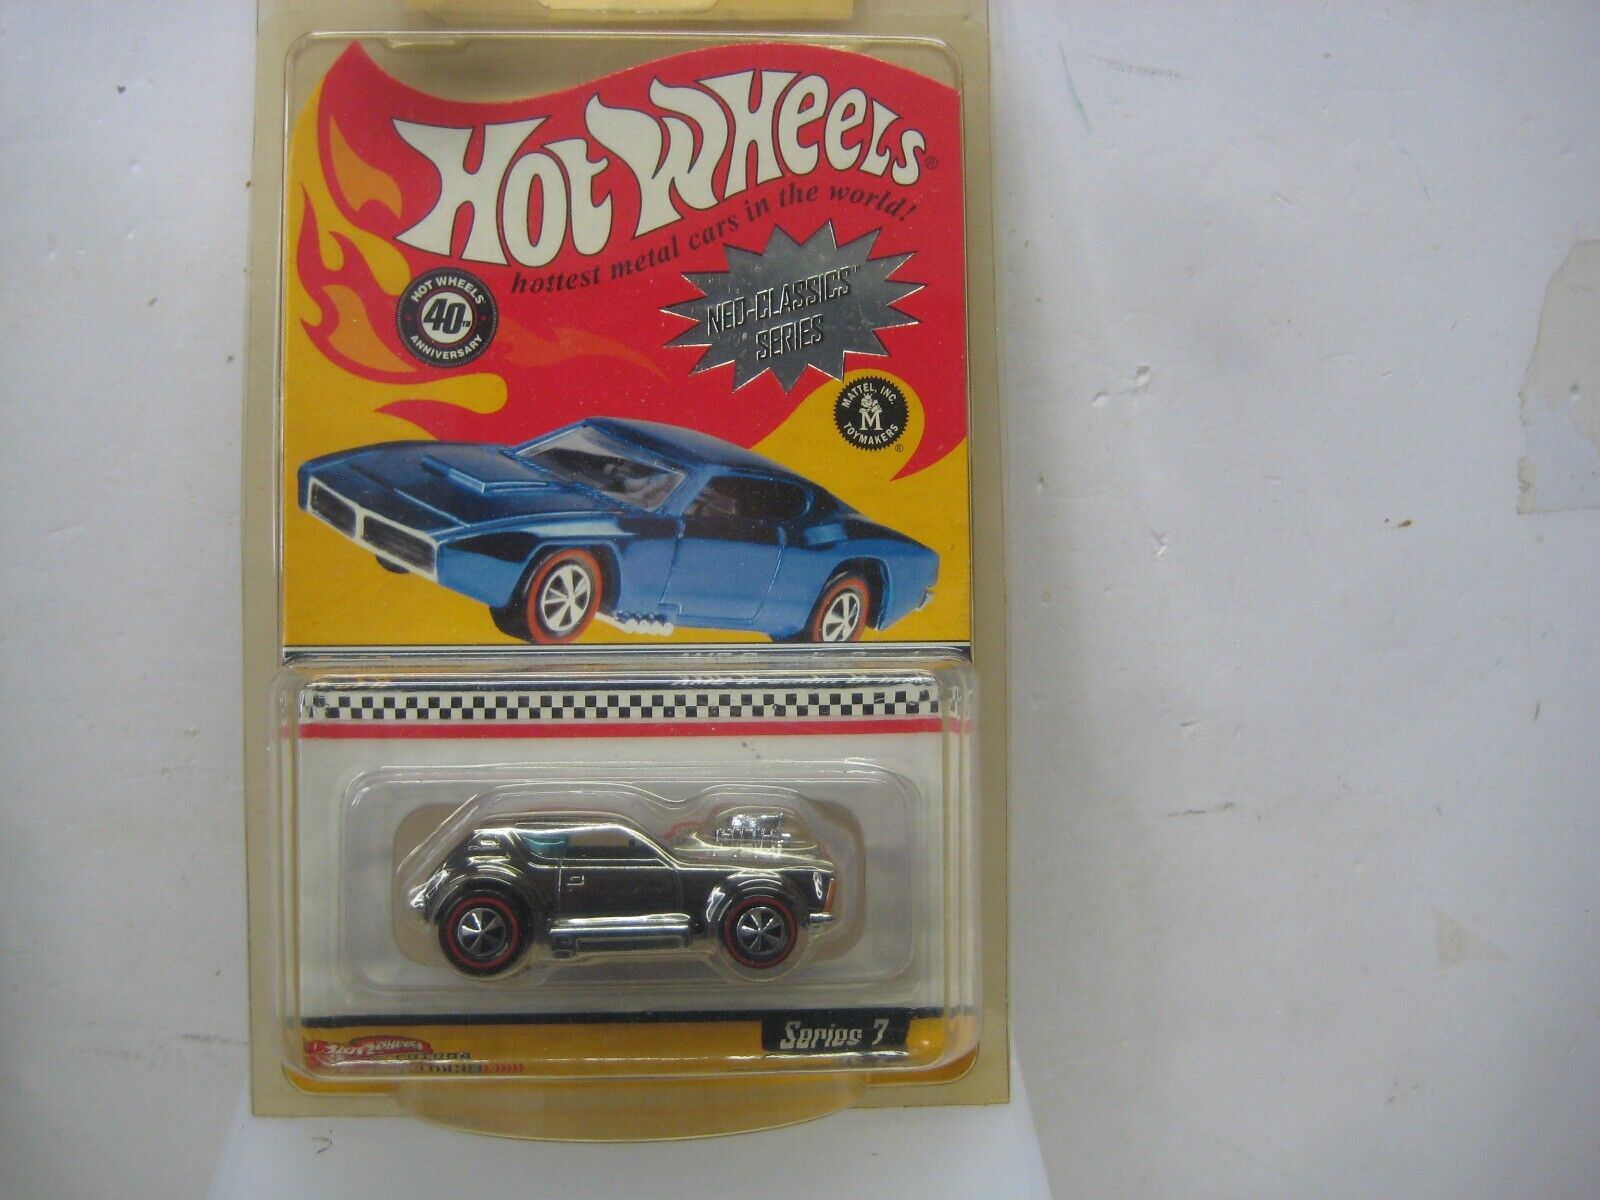 HOT WHEELS®
hottest metal cars in the world!
HOT WHEELS
40TH
ANNIVERSARY
NEO-CLASSICS™
SERIES
MATTEL, INC.
M
TOYMAKERS
®
Series 7
HOT WHEELS